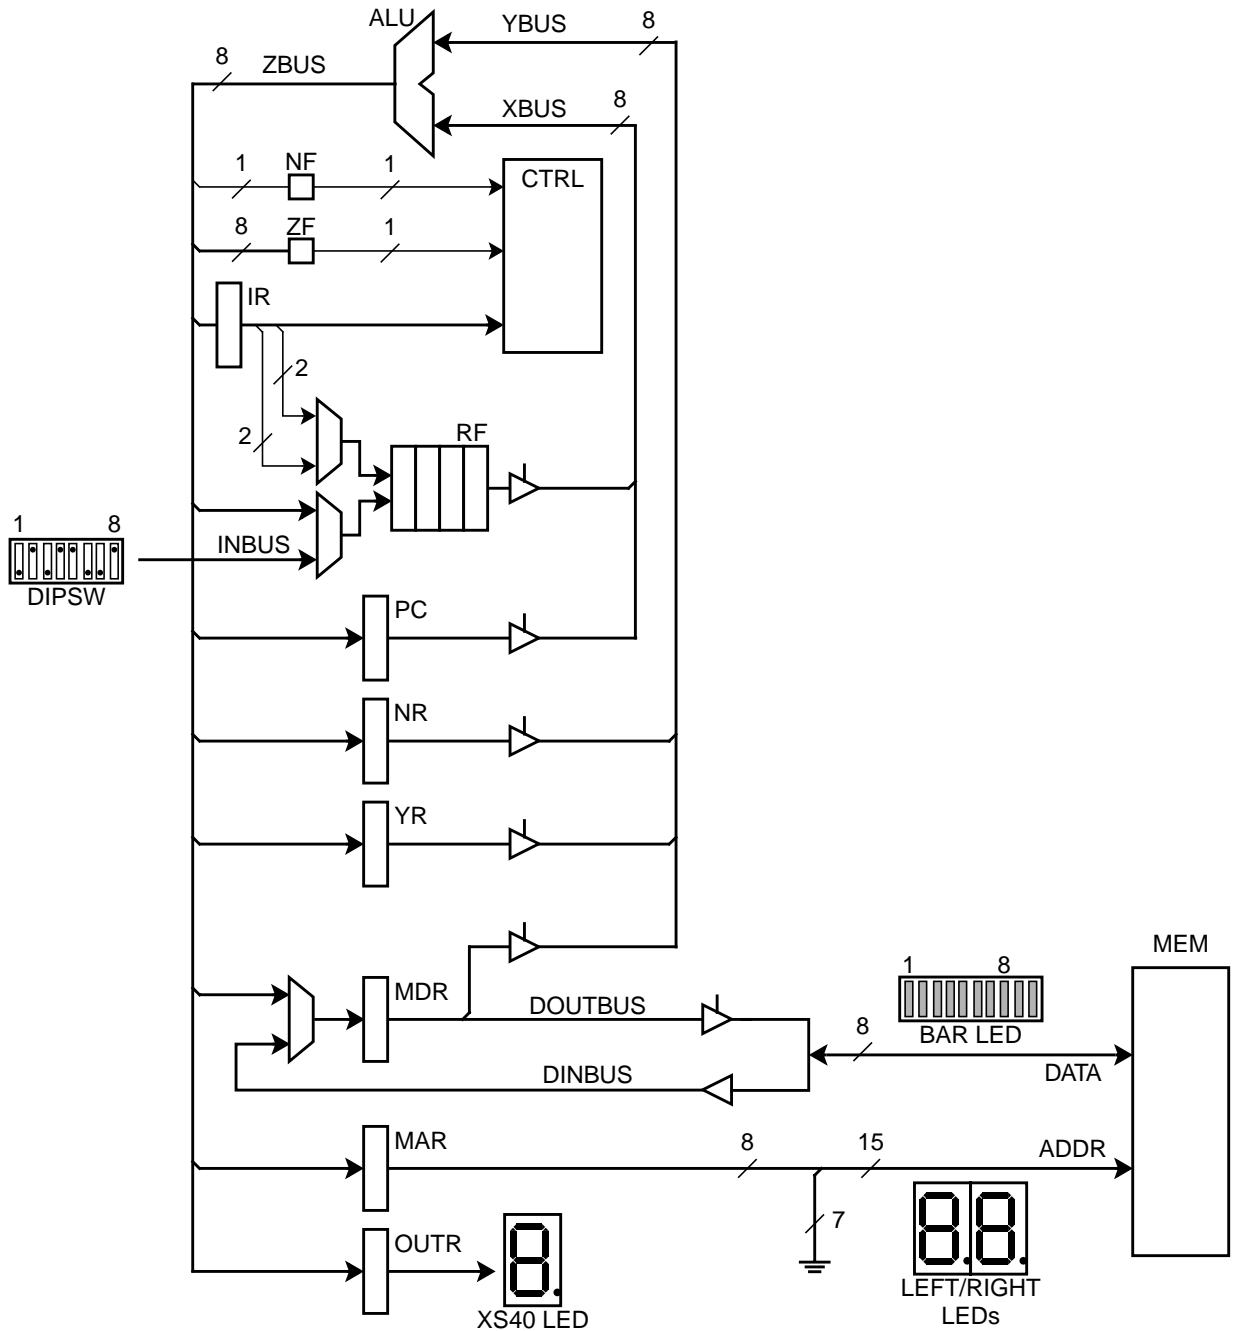 ALU
YBUS
8
8
ZBUS
XBUS
8
1
NF
1
CTRL
8
ZF
1
IR
2
2
RF
1
8
INBUS
DIPSW
PC
NR
YR
MEM
1
8
MDR
DOUTBUS
8
BAR LED
DINBUS
DATA
MAR
8
15
ADDR
7
OUTR
LEFT/RIGHT
LEDs
XS40 LED